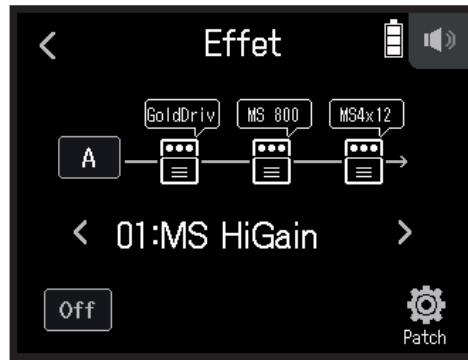 Effet
GoldDriv MS 800 MS4x12
A
01:MS HiGain
Off
Patch